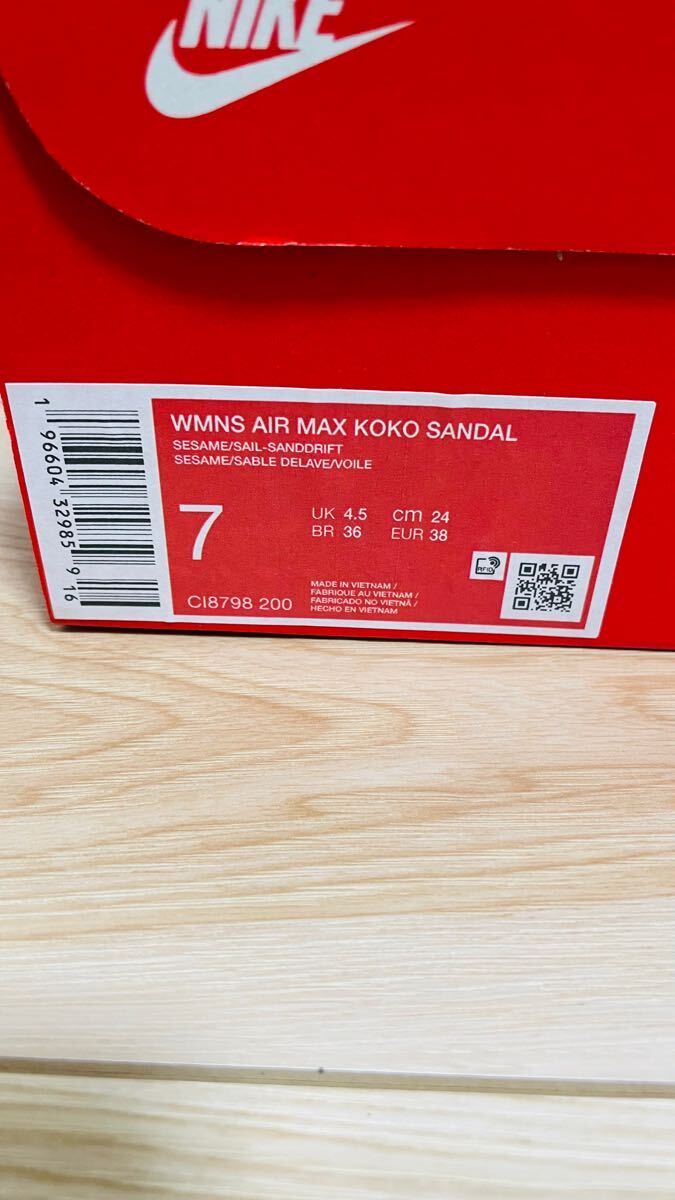 NIKE
WMNS AIR MAX KOKO SANDAL
SESAME/SAIL-SANDDRIFT
SESAME/SABLE DELAVE/VOILE
7
UK 4.5 cm 24
BR 36 EUR 38
CI8798 200
MADE IN VIETNAM /
FABRIQUE AU VIETNAM /
FABRICADO NO VIETNÃ /
HECHO EN VIETNAM
RFID
1 96604 32985 9 16